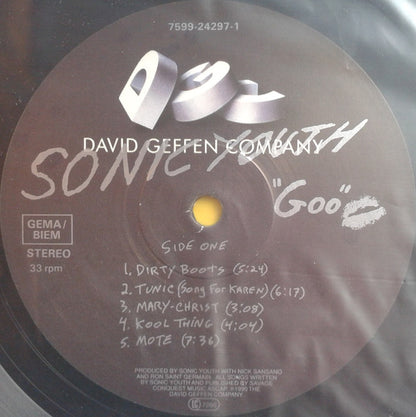 7599-24297-1
DGC
DAVID GEFFEN COMPANY
SONIC YOUTH
"GOO"
GEMA/
BIEM
STEREO
33 rpm
SIDE ONE
1. DIRTY BOOTS (5:24)
2. TUNIC (SONG FOR KAREN) (6:17)
3. MARY-CHRIST (3:08)
4. KOOL THING (4:04)
5. MOTE (7:36)
PRODUCED BY SONIC YOUTH WITH NICK SANSANO
AND RON SAINT GERMAIN. ALL SONGS WRITTEN
BY SONIC YOUTH AND PUBLISHED BY SAVAGE
CONQUEST MUSIC ASCAP. ℗1990 THE
DAVID GEFFEN COMPANY.
LC 7066